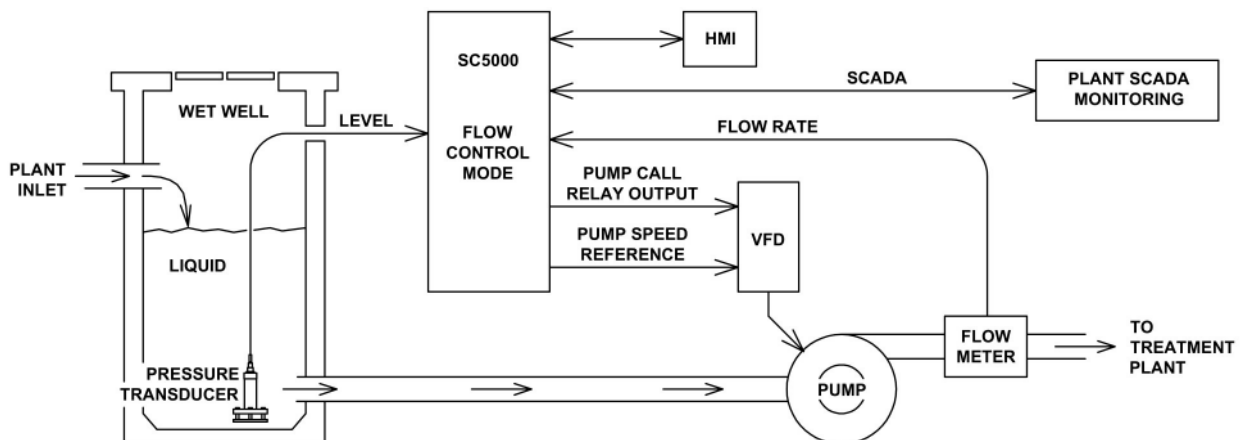 SC5000
FLOW
CONTROL
MODE
HMI
SCADA
PLANT SCADA
MONITORING
WET WELL
LEVEL
FLOW RATE
PLANT
INLET
PUMP CALL
RELAY OUTPUT
VFD
PUMP SPEED
REFERENCE
LIQUID
FLOW
METER
TO
TREATMENT
PLANT
PRESSURE
TRANSDUCER
PUMP